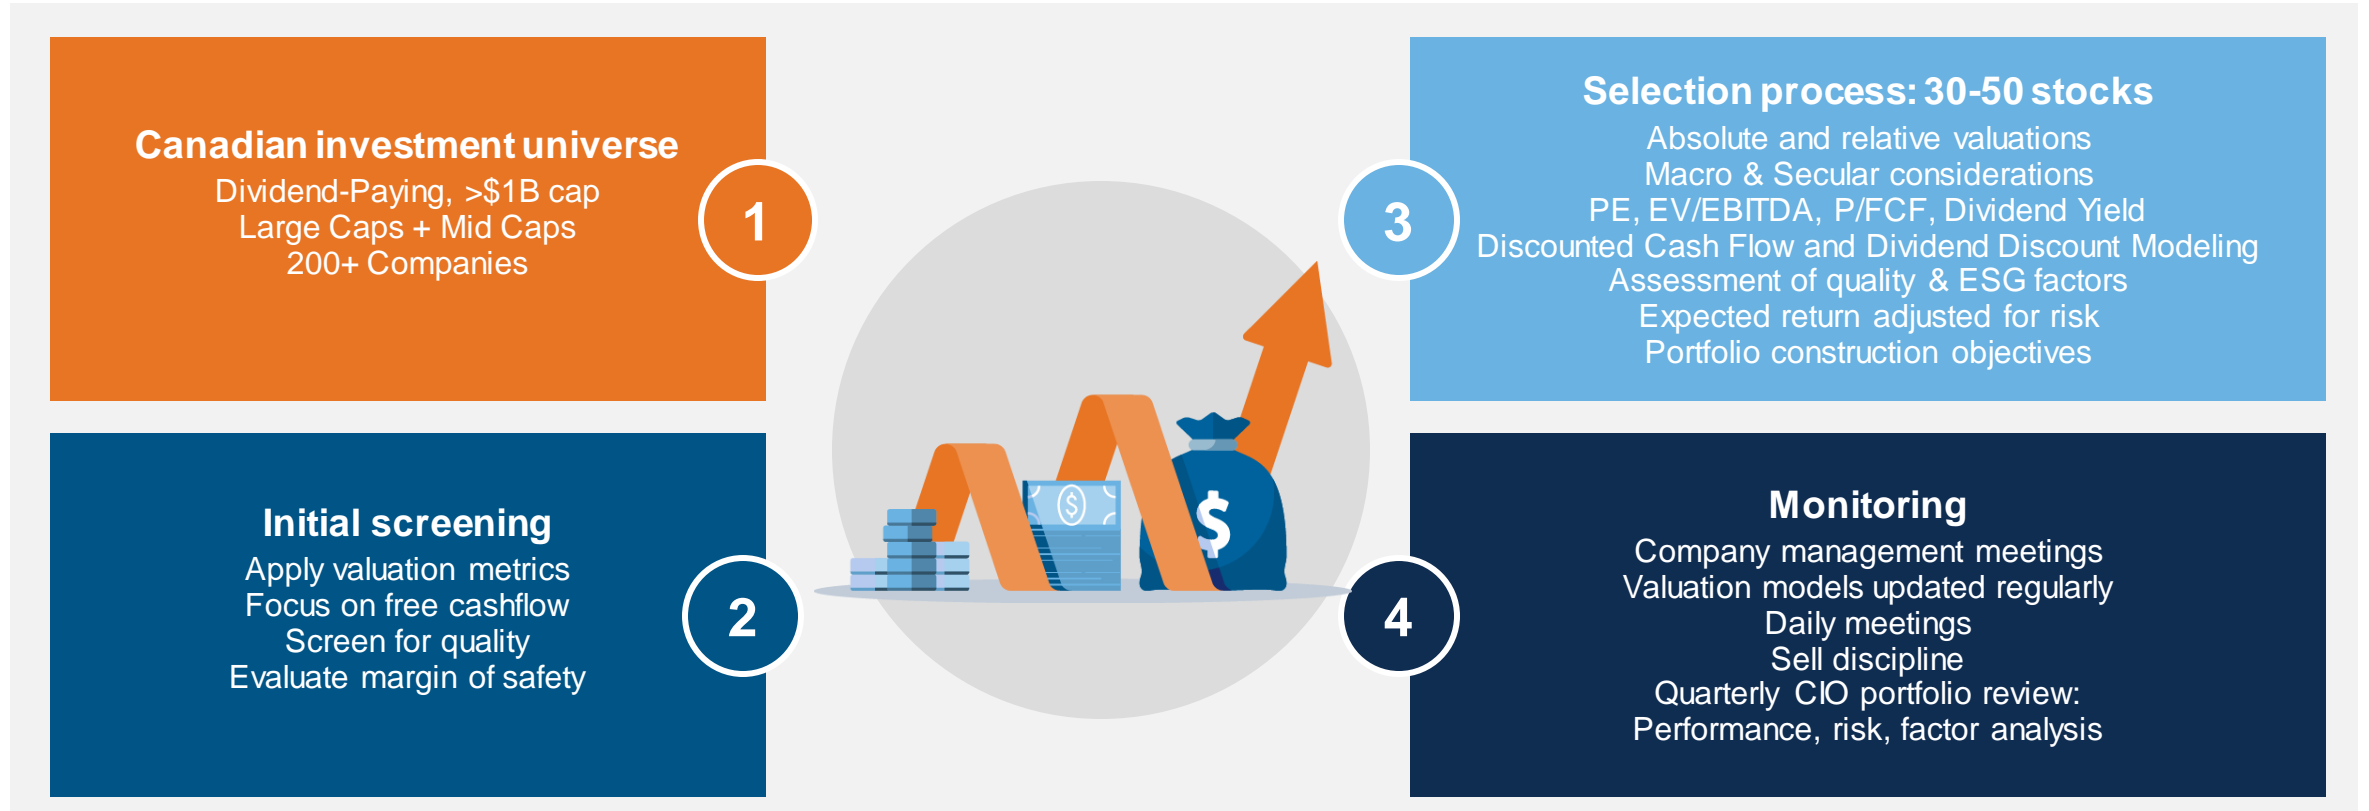 Canadian investment universe
Dividend-Paying, >$1B cap
Large Caps + Mid Caps
200+ Companies
1
Initial screening
Apply valuation metrics
Focus on free cashflow
Screen for quality
Evaluate margin of safety
2
Selection process: 30-50 stocks
Absolute and relative valuations
Macro & Secular considerations
PE, EV/EBITDA, P/FCF, Dividend Yield
Discounted Cash Flow and Dividend Discount Modeling
Assessment of quality & ESG factors
Expected return adjusted for risk
Portfolio construction objectives
3
Monitoring
Company management meetings
Valuation models updated regularly
Daily meetings
Sell discipline
Quarterly CIO portfolio review:
Performance, risk, factor analysis
4
$
$